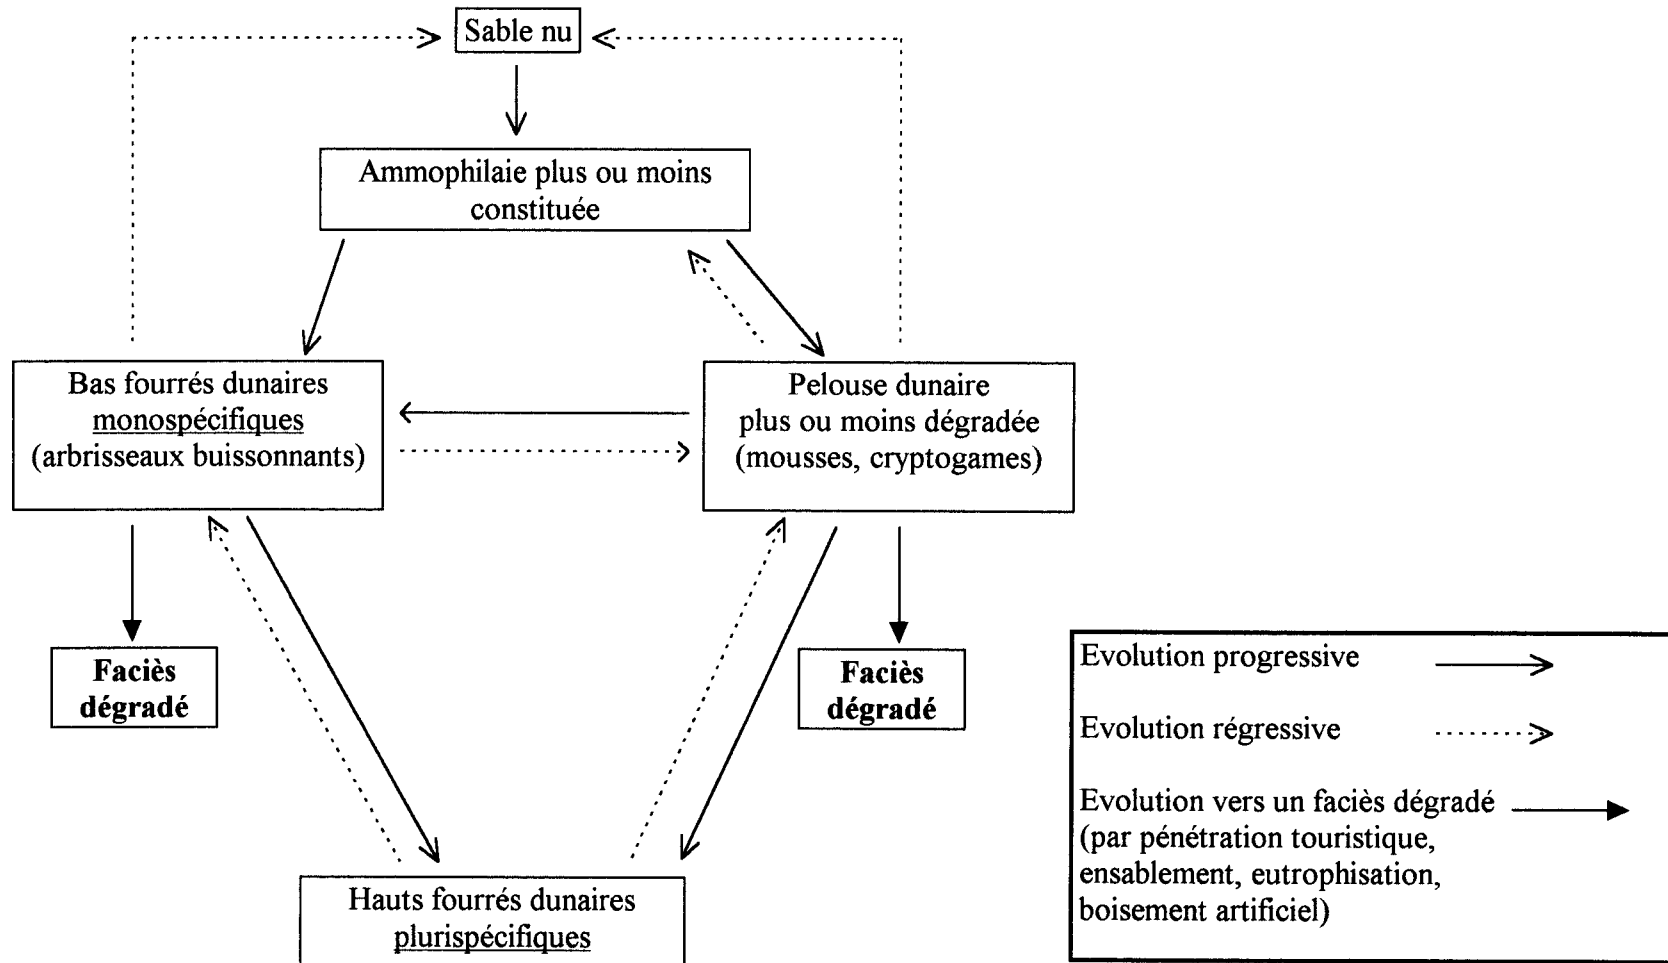 Sable nu
Ammophilaie plus ou moins
constituée
Bas fourrés dunaires
monospécifiques
(arbrisseaux buissonnants)
Pelouse dunaire
plus ou moins dégradée
(mousses, cryptogames)
Faciès
dégradé
Faciès
dégradé
Hauts fourrés dunaires
plurispécifiques
Evolution progressive
Evolution régressive
Evolution vers un faciès dégradé
(par pénétration touristique,
ensablement, eutrophisation,
boisement artificiel)